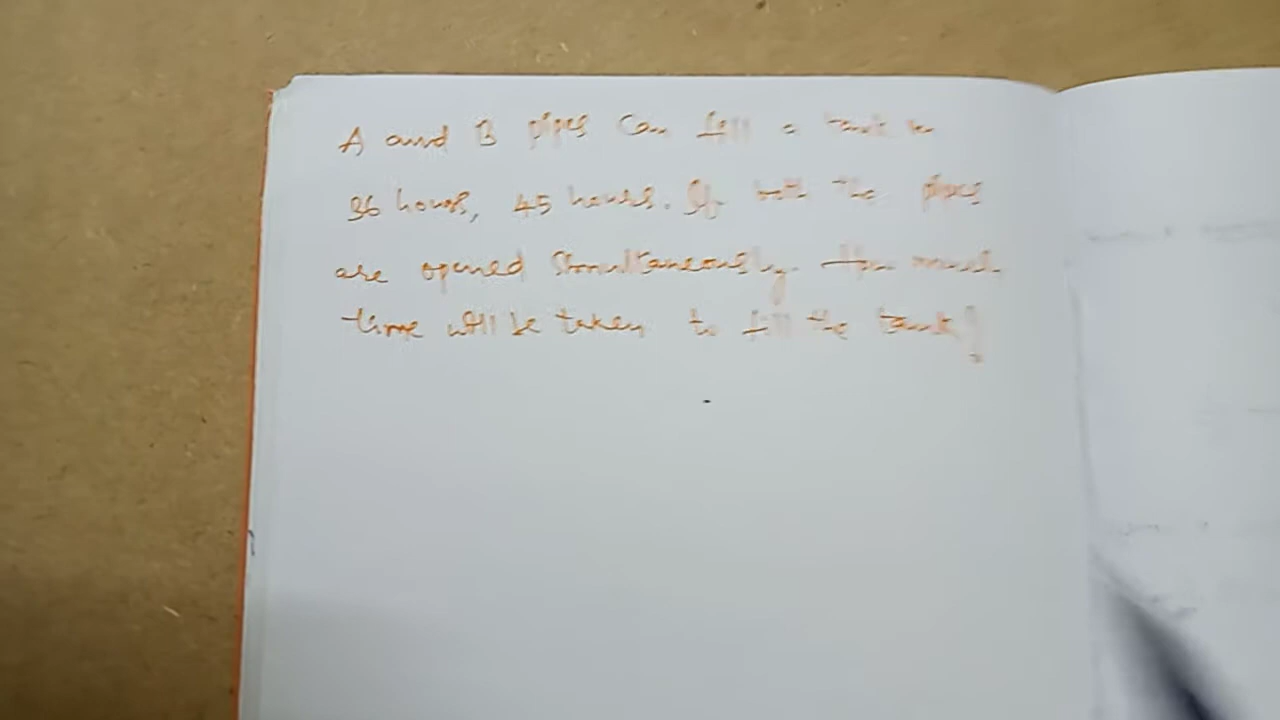 A and B pipes can fill a tank in
36 hours, 45 hours. If both the pipes
are opened simultaneously. How much
time will be taken to fill the tank?